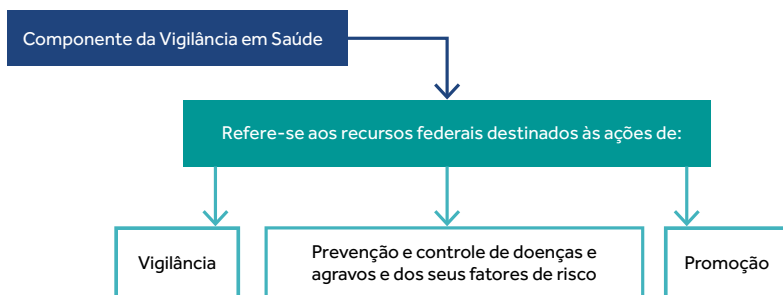 Componente da Vigilância em Saúde
Refere-se aos recursos federais destinados às ações de:
Vigilância
Prevenção e controle de doenças e
agravos e dos seus fatores de risco
Promoção